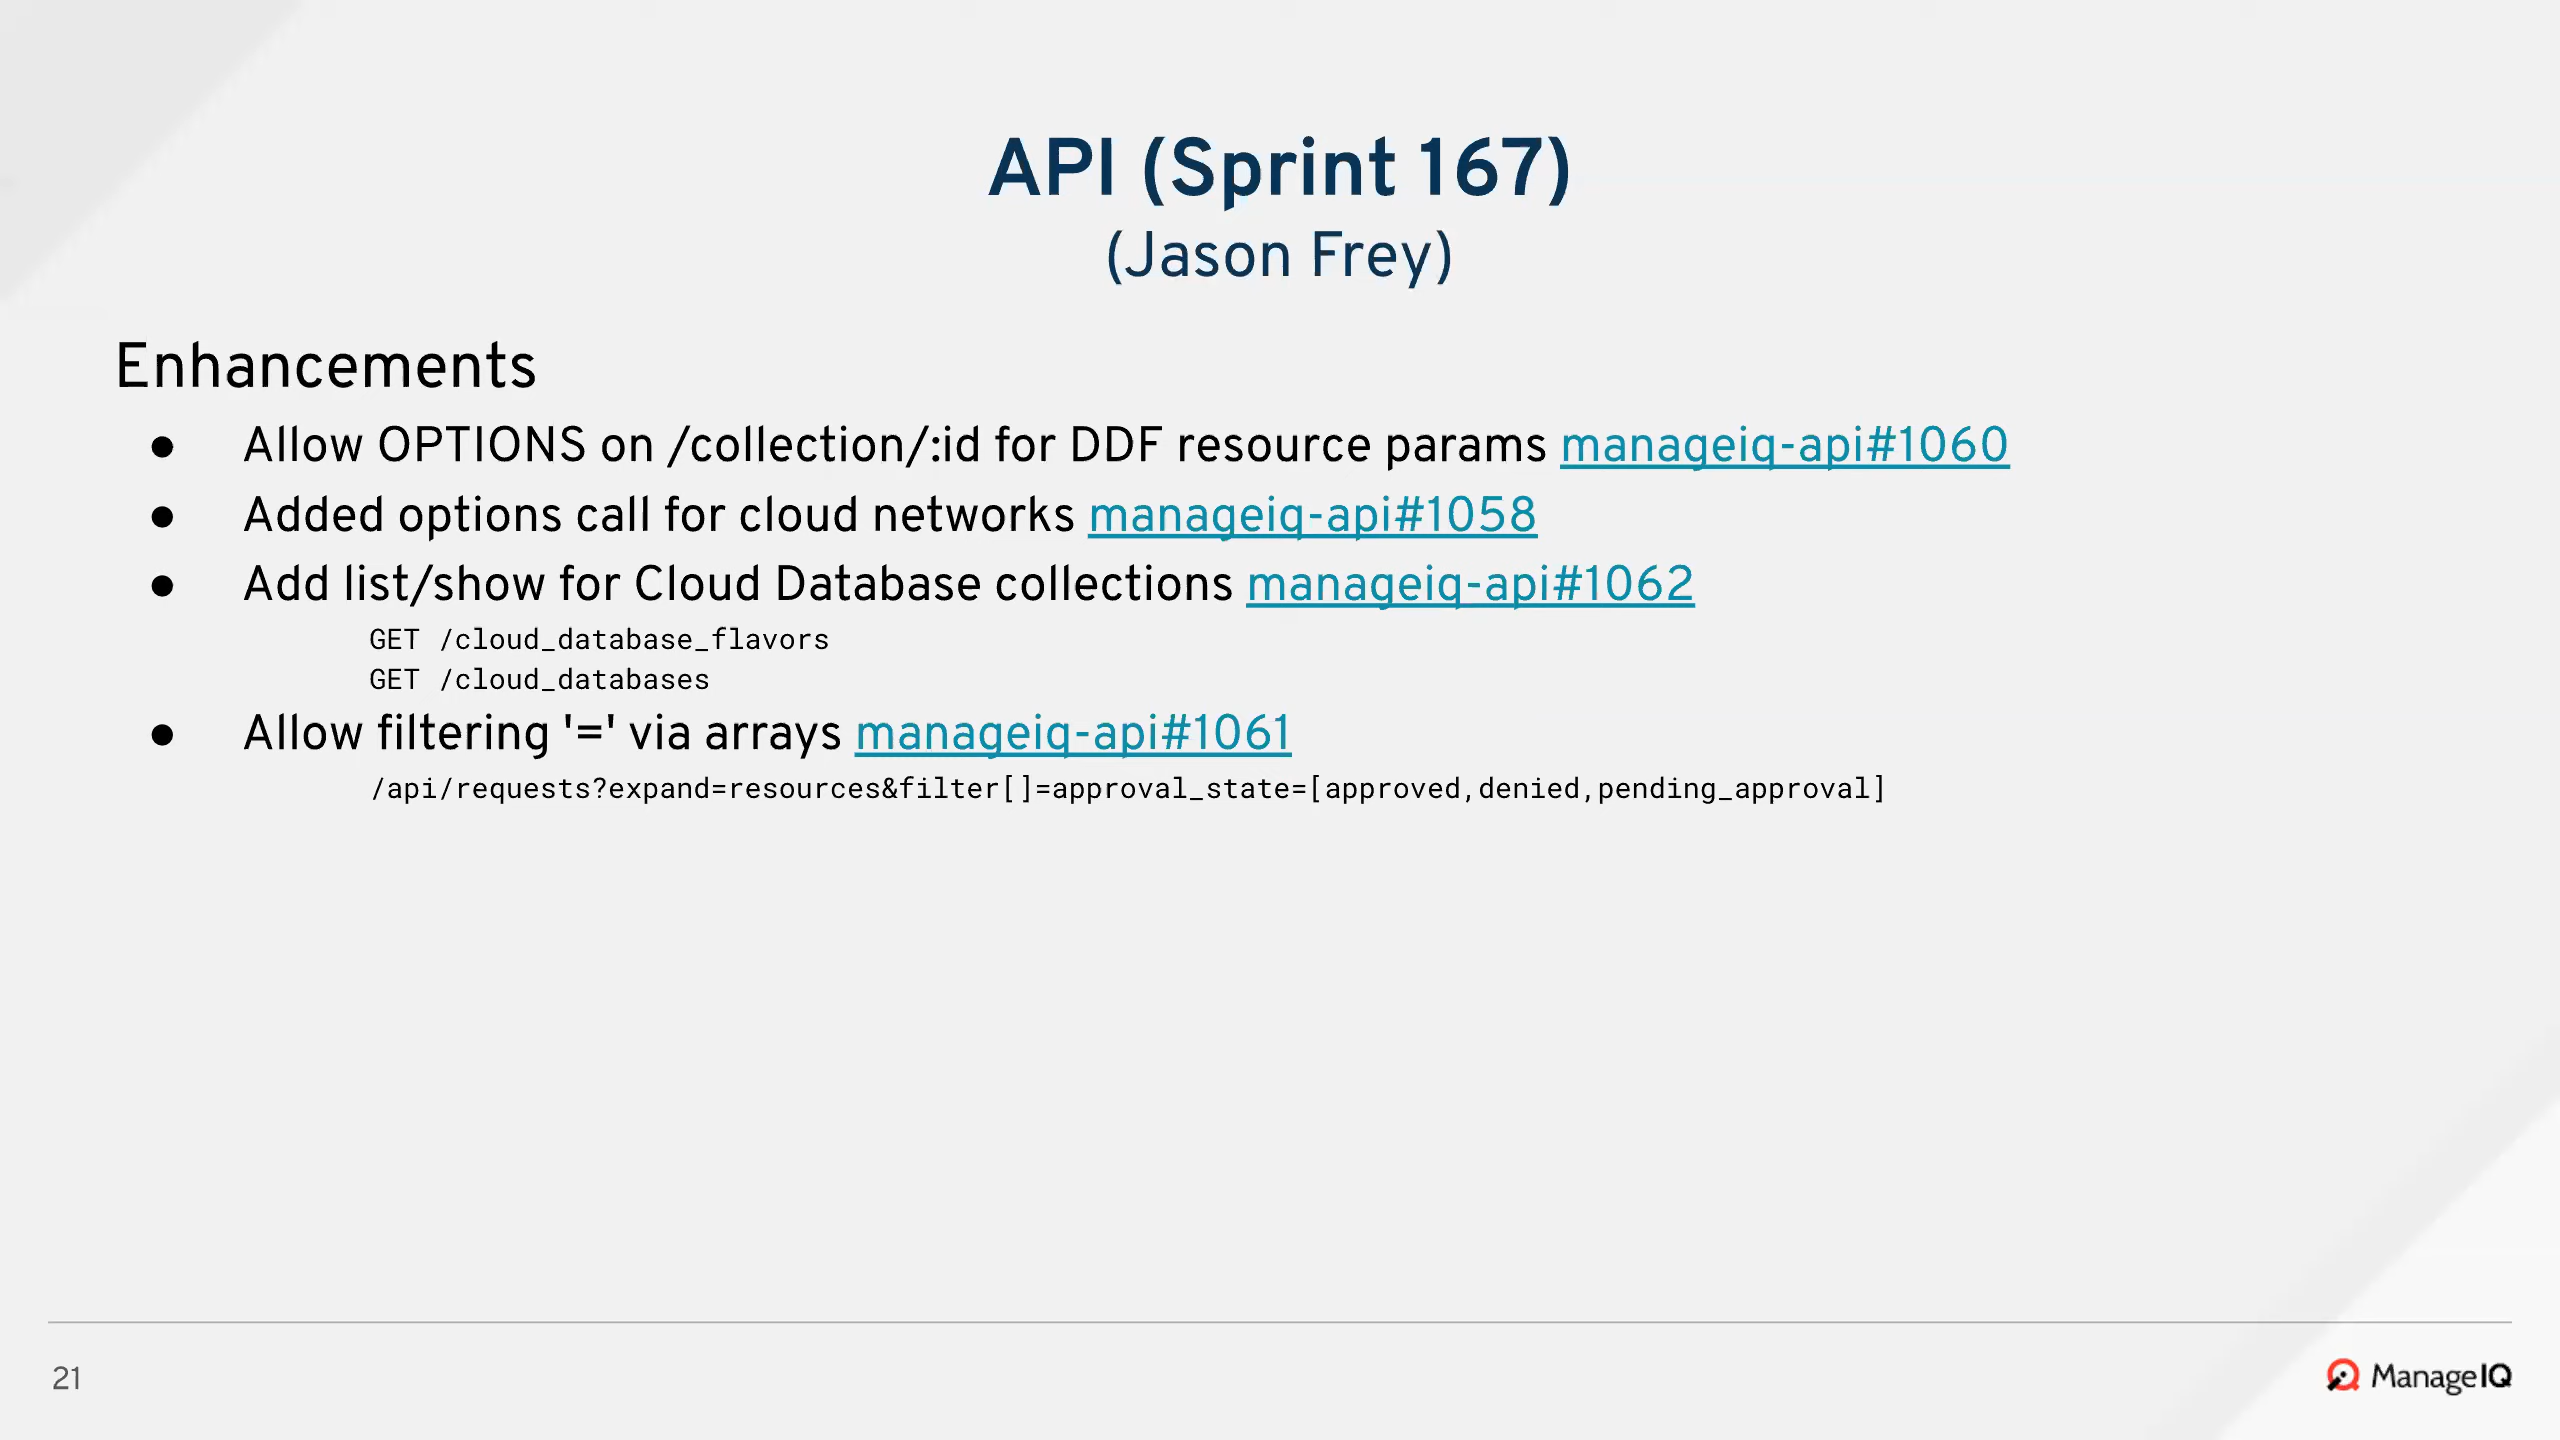 API (Sprint 167)
(Jason Frey)
Enhancements
● Allow OPTIONS on /collection/:id for DDF resource params manageiq-api#1060
● Added options call for cloud networks manageiq-api#1058
● Add list/show for Cloud Database collections manageiq-api#1062
GET /cloud_database_flavors
GET /cloud_databases
● Allow filtering '=' via arrays manageiq-api#1061
/api/requests?expand=resources&filter[]=approval_state=[approved,denied,pending_approval]
21
ManageIQ